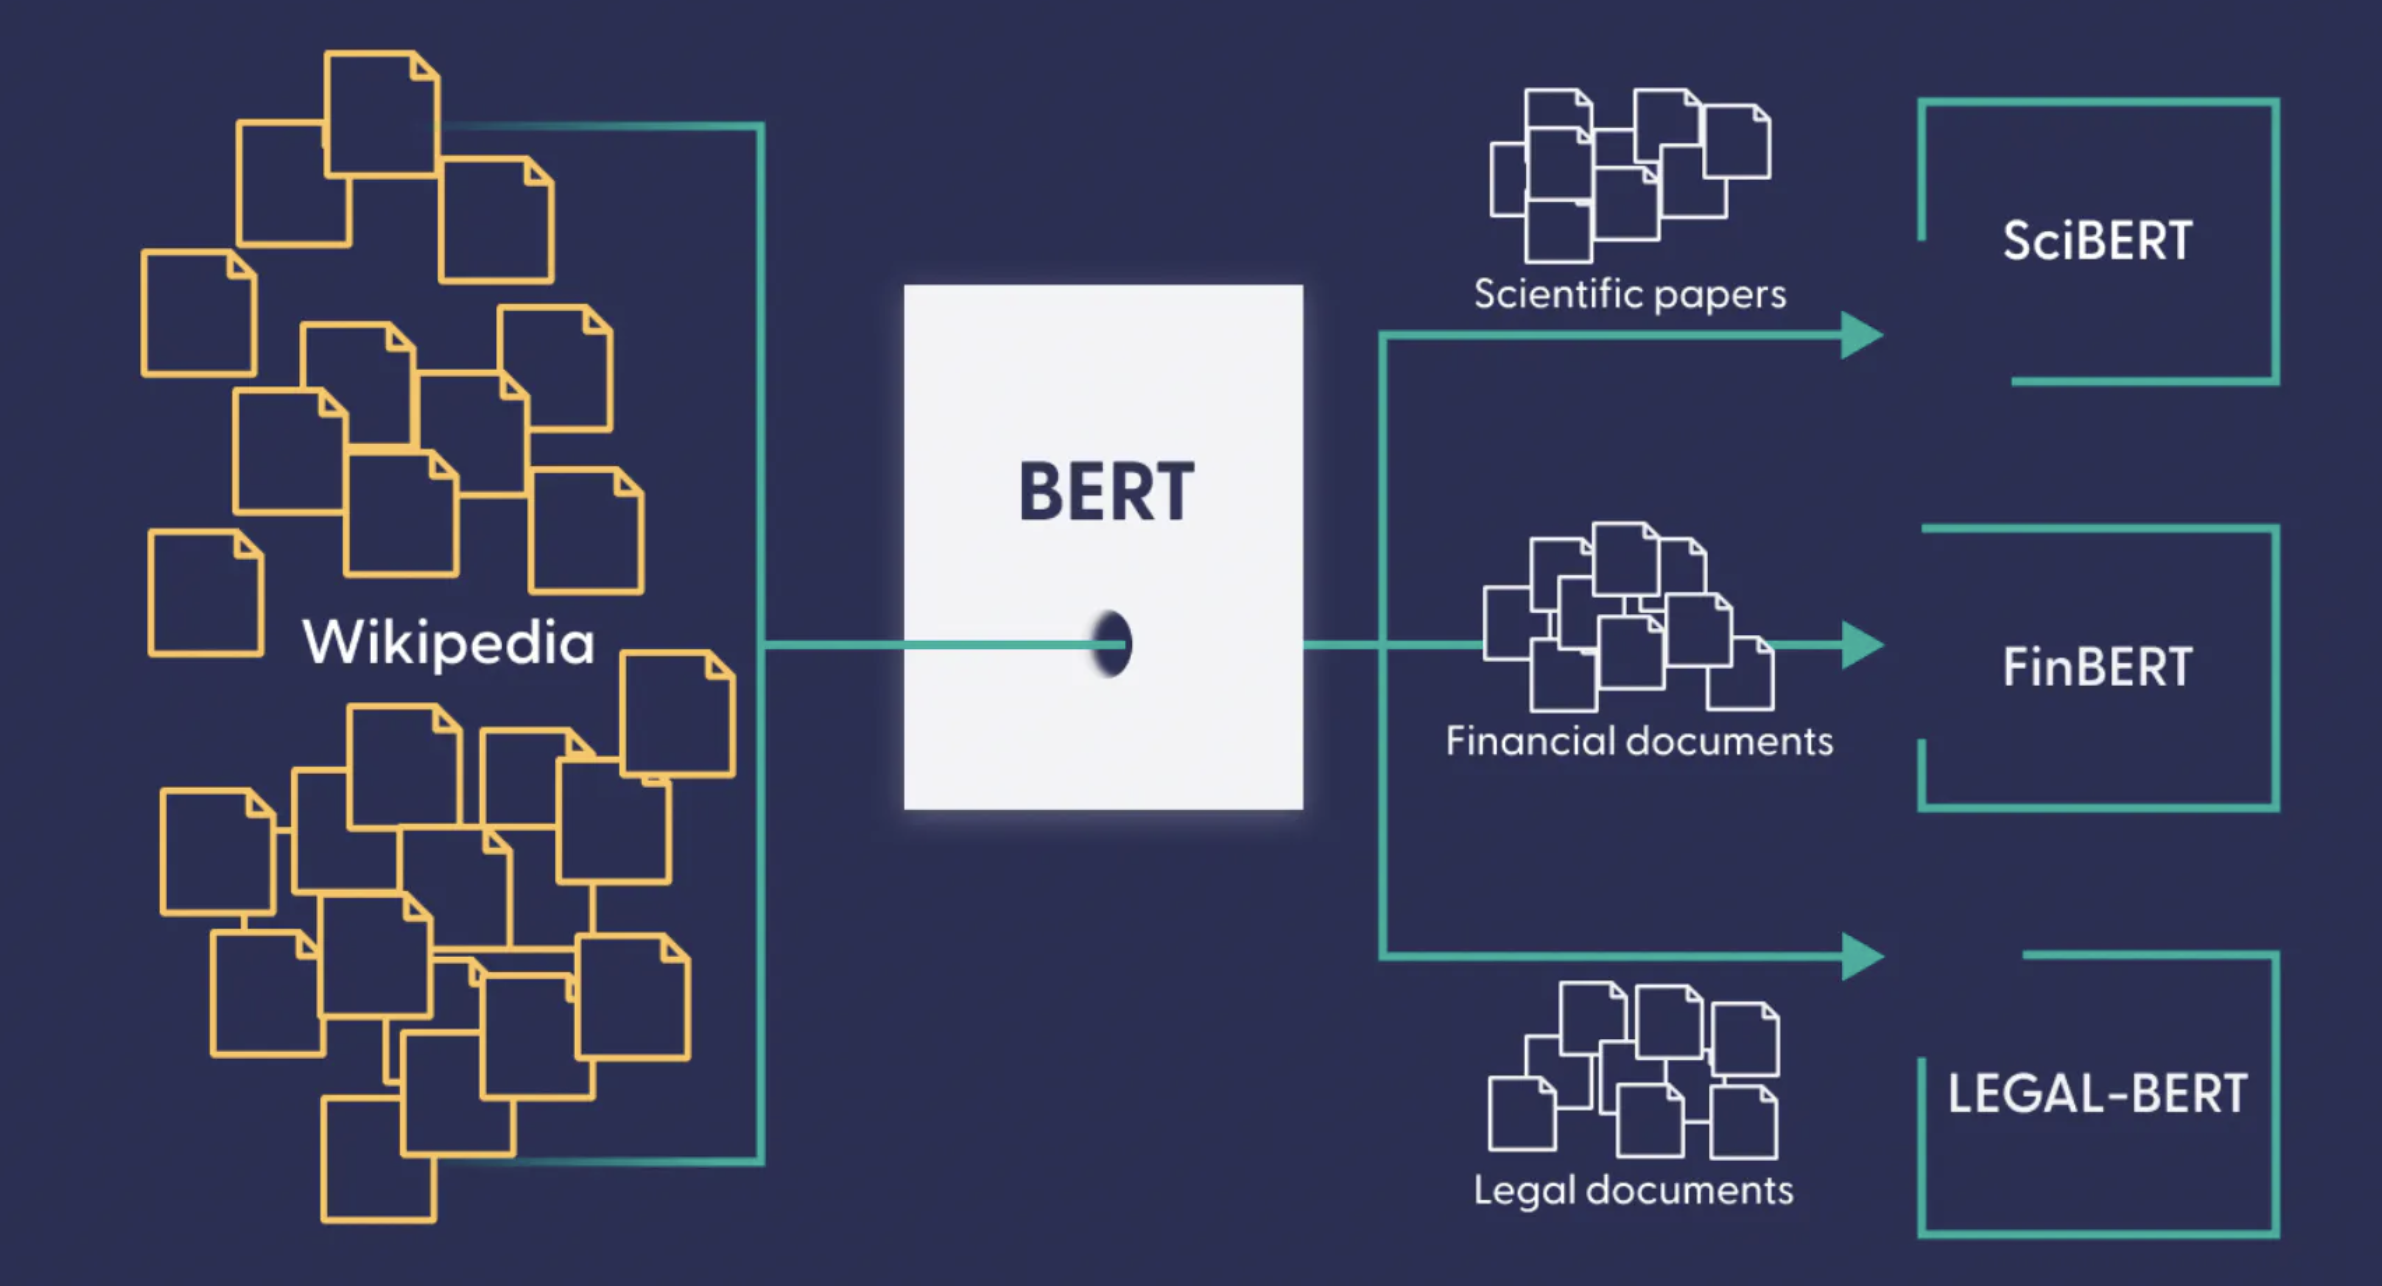 Wikipedia
BERT
Scientific papers
SciBERT
Financial documents
FinBERT
Legal documents
LEGAL-BERT